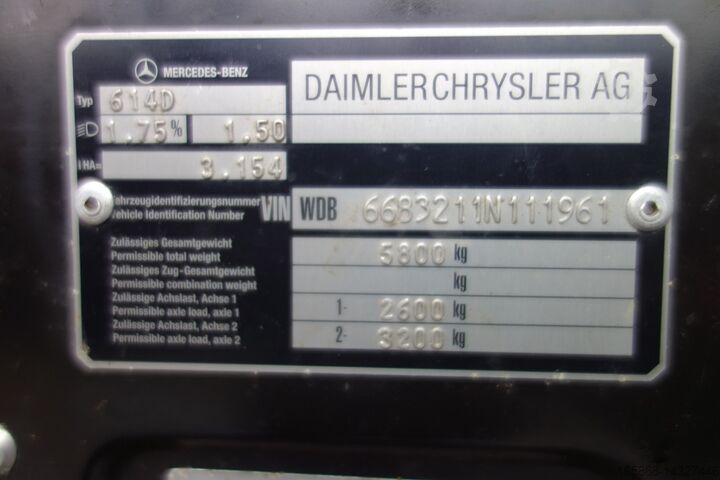 MERCEDES-BENZ
DAIMLERCHRYSLER AG
Typ 614D
1.75% 1.50
i HA= 3.154
Fahrzeugidentifizierungsnummer
Vehicle Identification Number
VIN WDB 6683211N111961
Zulässiges Gesamtgewicht
Permissible total weight
5800 kg
Zulässiges Zug-Gesamtgewicht
Permissible combination weight
kg
Zulässige Achslast, Achse 1
Permissible axle load, axle 1
1- 2600 kg
Zulässige Achslast, Achse 2
Permissible axle load, axle 2
2- 3200 kg